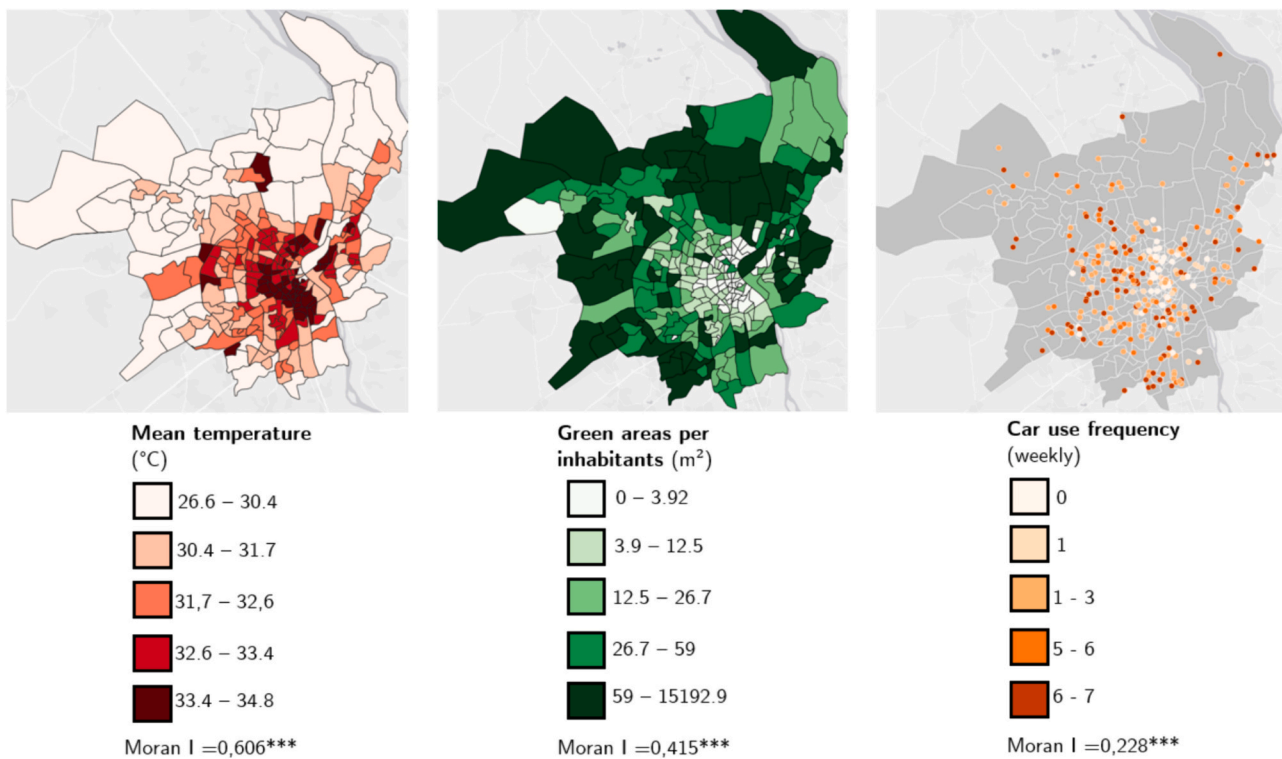 Mean temperature
(°C)
26.6 – 30.4
30.4 – 31.7
31,7 – 32,6
32.6 – 33.4
33.4 – 34.8
Moran I =0,606***
Green areas per
inhabitants (m²)
0 – 3.92
3.9 – 12.5
12.5 – 26.7
26.7 – 59
59 – 15192.9
Moran I =0,415***
Car use frequency
(weekly)
0
1
1 - 3
5 - 6
6 - 7
Moran I =0,228***